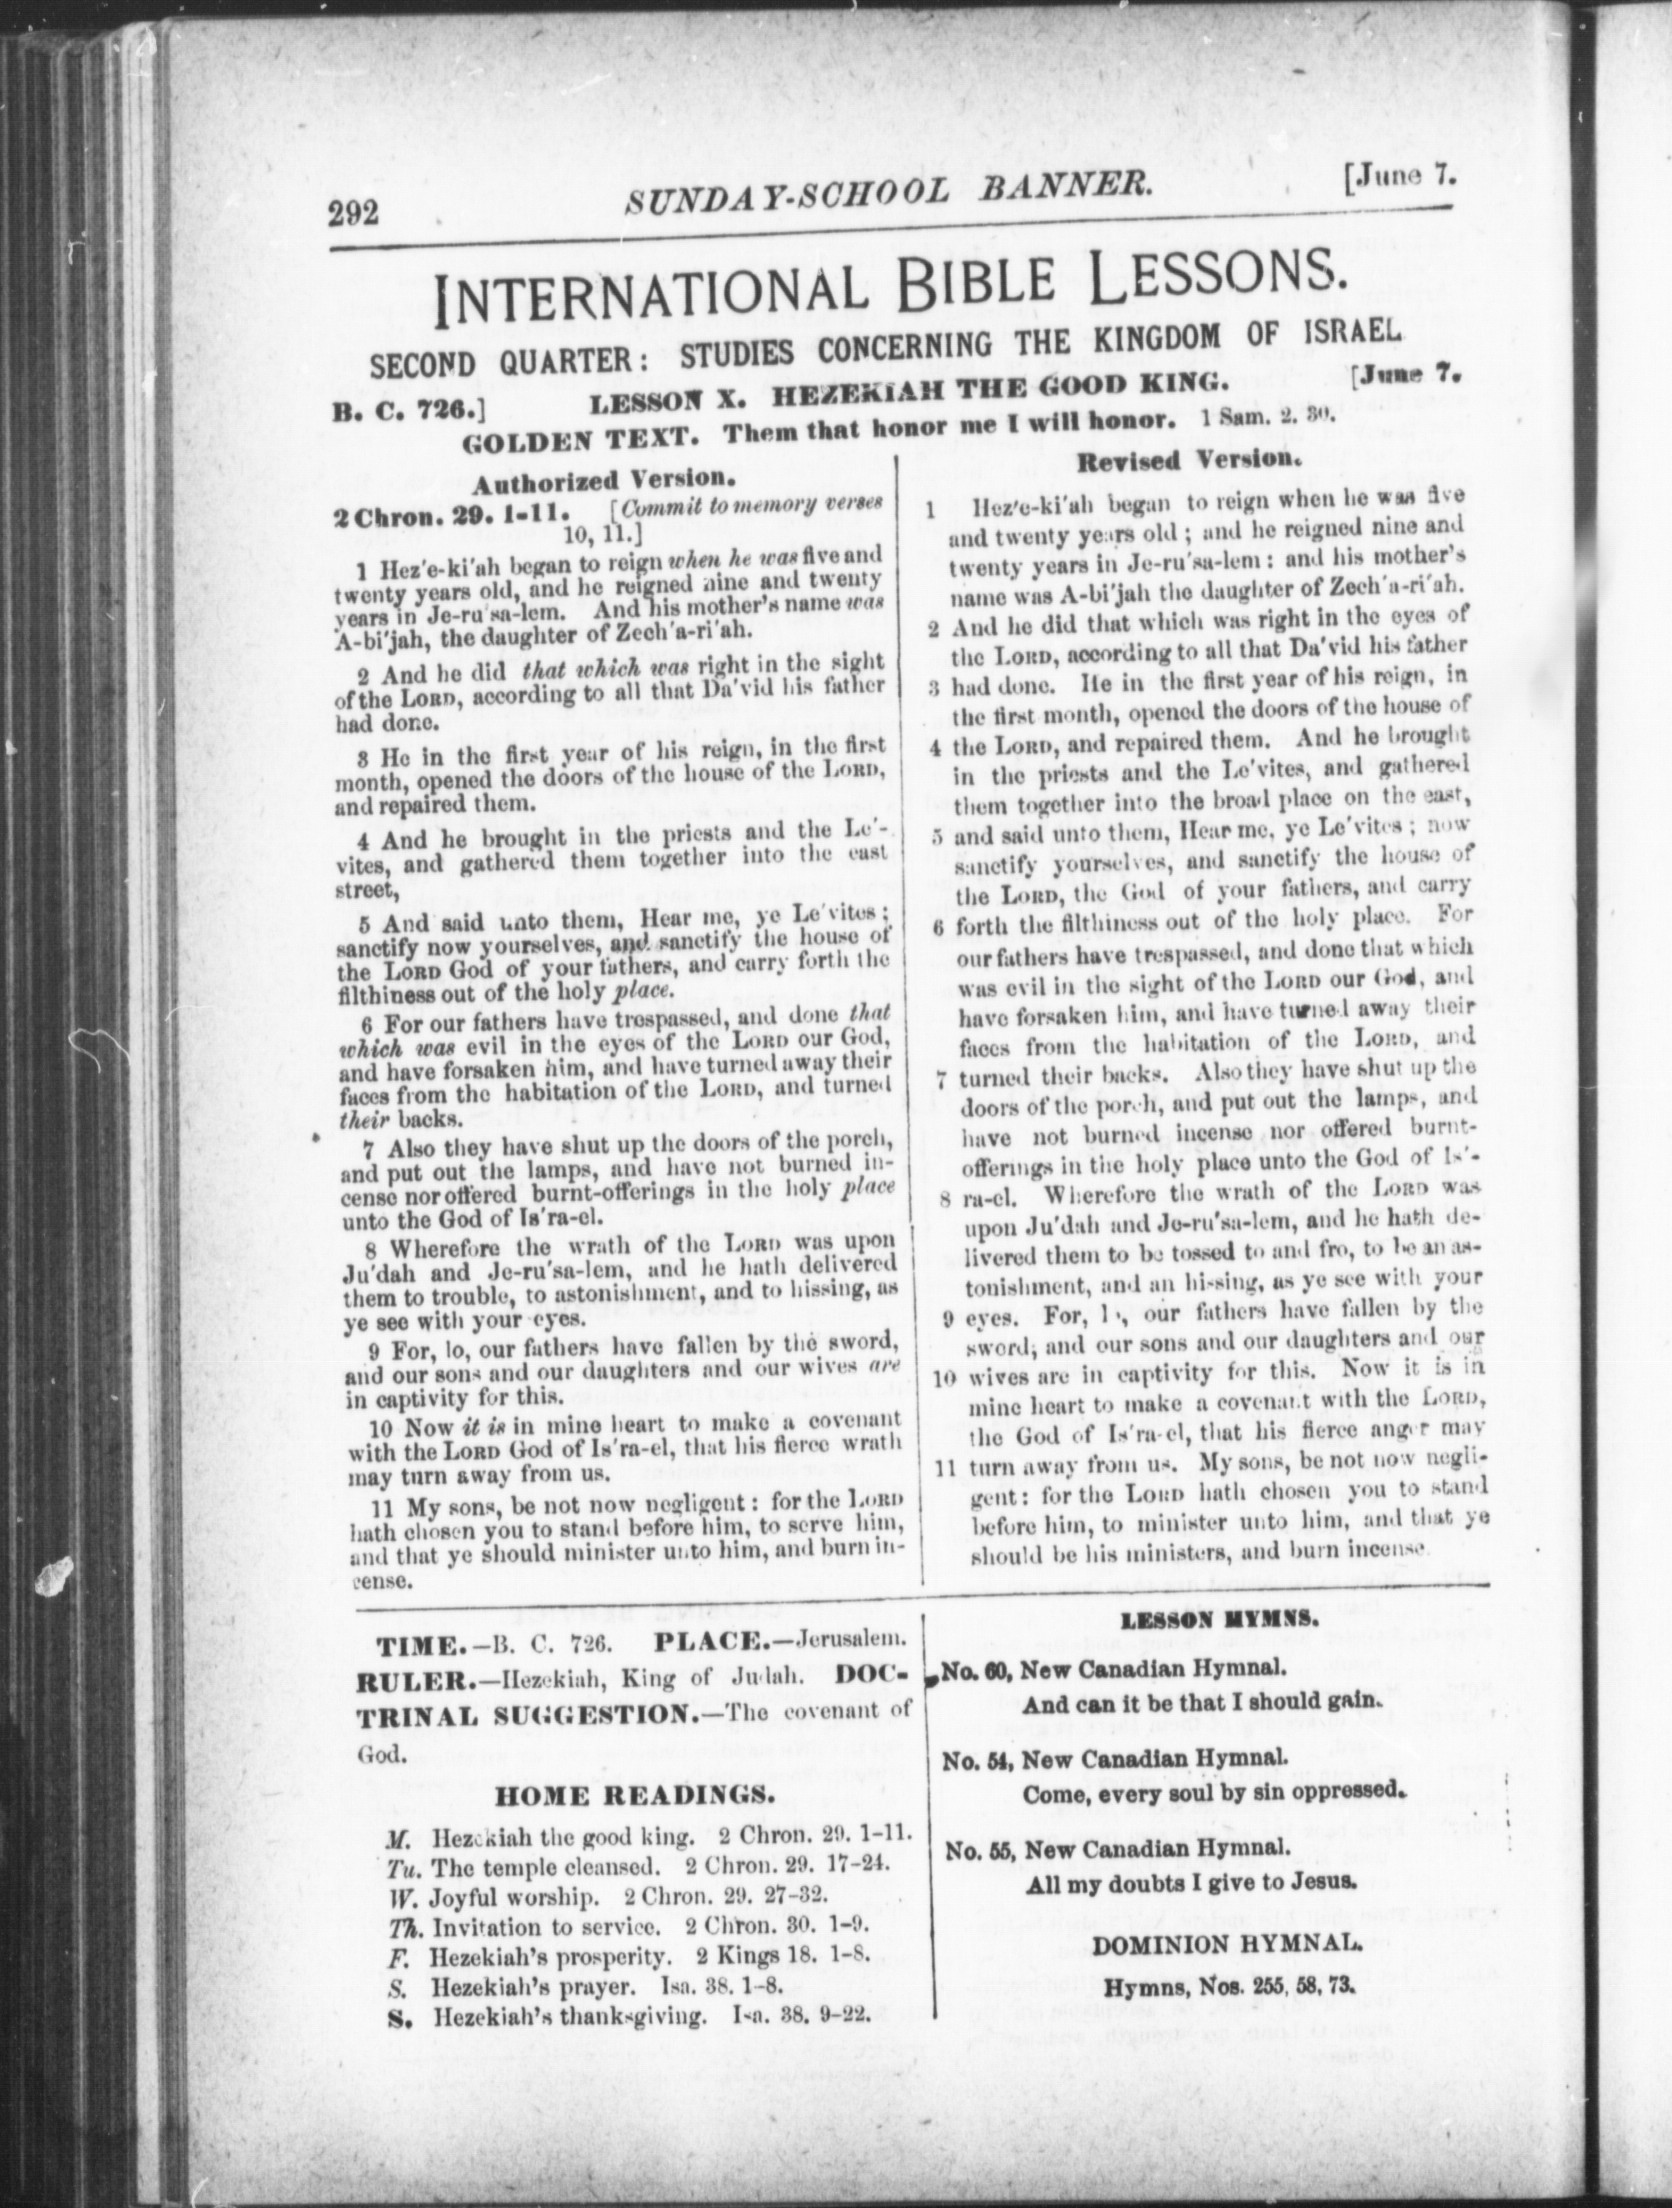 292
SUNDAY-SCHOOL BANNER.
[June 7.
INTERNATIONAL BIBLE LESSONS.
SECOND QUARTER: STUDIES CONCERNING THE KINGDOM OF ISRAEL
B. C. 726.] LESSON X. HEZEKIAH THE GOOD KING. [June 7.
GOLDEN TEXT. Them that honor me I will honor. 1 Sam. 2. 30.
Authorized Version.
2 Chron. 29. 1-11. [Commit to memory verses
10, 11.]
1 Hez'e-ki'ah began to reign when he was five and
twenty years old, and he reigned nine and twenty
years in Je-ru'sa-lem. And his mother's name was
A-bi'jah, the daughter of Zech'a-ri'ah.
2 And he did that which was right in the sight
of the LORD, according to all that Da'vid his father
had done.
3 He in the first year of his reign, in the first
month, opened the doors of the house of the LORD,
and repaired them.
4 And he brought in the priests and the Le'-
vites, and gathered them together into the east
street,
5 And said unto them, Hear me, ye Le'vites;
sanctify now yourselves, and sanctify the house of
the LORD God of your fathers, and carry forth the
filthiness out of the holy place.
6 For our fathers have trespassed, and done that
which was evil in the eyes of the LORD our God,
and have forsaken him, and have turned away their
faces from the habitation of the LORD, and turned
their backs.
7 Also they have shut up the doors of the porch,
and put out the lamps, and have not burned in-
cense nor offered burnt-offerings in the holy place
unto the God of Is'ra-el.
8 Wherefore the wrath of the LORD was upon
Ju'dah and Je-ru'sa-lem, and he hath delivered
them to trouble, to astonishment, and to hissing, as
ye see with your eyes.
9 For, lo, our fathers have fallen by the sword,
and our sons and our daughters and our wives are
in captivity for this.
10 Now it is in mine heart to make a covenant
with the LORD God of Is'ra-el, that his fierce wrath
may turn away from us.
11 My sons, be not now negligent: for the LORD
hath chosen you to stand before him, to serve him,
and that ye should minister unto him, and burn in-
cense.
Revised Version.
1 Hez'e-ki'ah began to reign when he was five
and twenty years old; and he reigned nine and
twenty years in Je-ru'sa-lem: and his mother's
name was A-bi'jah the daughter of Zech'a-ri'ah.
2 And he did that which was right in the eyes of
the LORD, according to all that Da'vid his father
3 had done. He in the first year of his reign, in
the first month, opened the doors of the house of
4 the LORD, and repaired them. And he brought
in the priests and the Le'vites, and gathered
them together into the broad place on the east,
5 and said unto them, Hear me, ye Le'vites; now
sanctify yourselves, and sanctify the house of
the LORD, the God of your fathers, and carry
6 forth the filthiness out of the holy place. For
our fathers have trespassed, and done that which
was evil in the sight of the LORD our God, and
have forsaken him, and have turned away their
faces from the habitation of the LORD, and
7 turned their backs. Also they have shut up the
doors of the porch, and put out the lamps, and
have not burned incense nor offered burnt-
offerings in the holy place unto the God of Is'-
8 ra-el. Wherefore the wrath of the LORD was
upon Ju'dah and Je-ru'sa-lem, and he hath de-
livered them to be tossed to and fro, to be an as-
tonishment, and an hissing, as ye see with your
9 eyes. For, lo, our fathers have fallen by the
sword, and our sons and our daughters and our
10 wives are in captivity for this. Now it is in
mine heart to make a covenant with the LORD,
the God of Is'ra-el, that his fierce anger may
11 turn away from us. My sons, be not now negli-
gent: for the LORD hath chosen you to stand
before him, to minister unto him, and that ye
should be his ministers, and burn incense.
TIME.—B. C. 726. PLACE.—Jerusalem.
RULER.—Hezekiah, King of Judah. DOC-
TRINAL SUGGESTION.—The covenant of
God.
HOME READINGS.
M. Hezekiah the good king. 2 Chron. 29. 1-11.
Tu. The temple cleansed. 2 Chron. 29. 17-24.
W. Joyful worship. 2 Chron. 29. 27-32.
Th. Invitation to service. 2 Chron. 30. 1-9.
F. Hezekiah's prosperity. 2 Kings 18. 1-8.
S. Hezekiah's prayer. Isa. 38. 1-8.
S. Hezekiah's thanksgiving. Isa. 38. 9-22.
LESSON HYMNS.
No. 60, New Canadian Hymnal.
And can it be that I should gain.
No. 54, New Canadian Hymnal.
Come, every soul by sin oppressed.
No. 55, New Canadian Hymnal.
All my doubts I give to Jesus.
DOMINION HYMNAL.
Hymns, Nos. 255, 58, 73.